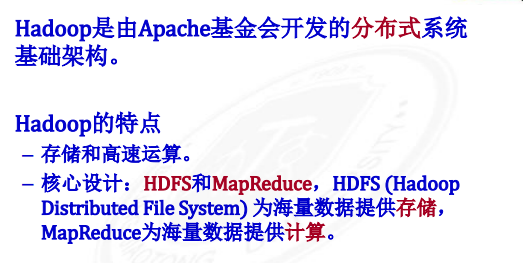 Hadoop是由Apache基金会开发的分布式系统
基础架构。
Hadoop的特点
– 存储和高速运算。
– 核心设计：HDFS和MapReduce，HDFS (Hadoop
Distributed File System) 为海量数据提供存储，
MapReduce为海量数据提供计算。